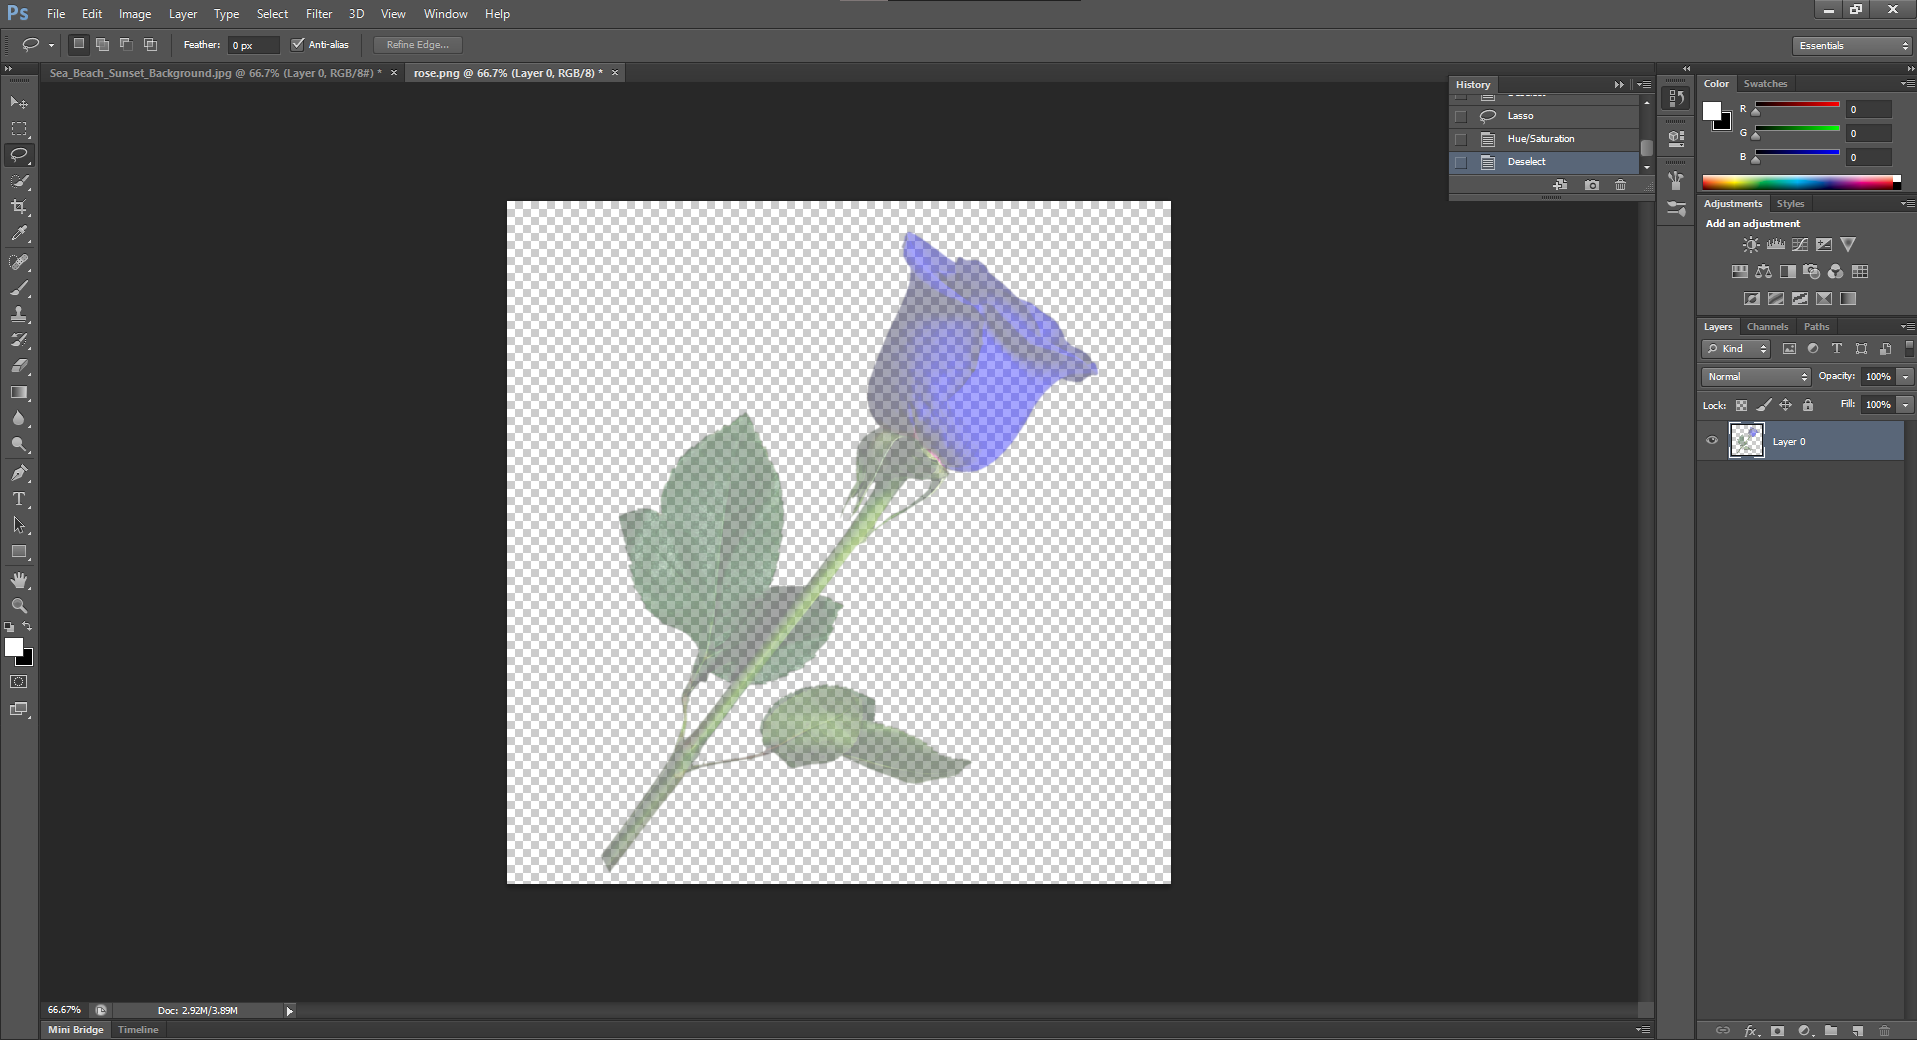 Ps File Edit Image Layer Type Select Filter 3D View Window Help
Feather: 0 px Anti-alias Refine Edge... Essentials
Sea_Beach_Sunset_Background.jpg @ 66.7% (Layer 0, RGB/8#) * × rose.png @ 66.7% (Layer 0, RGB/8) * ×
History
Lasso
Hue/Saturation
Deselect
Color Swatches
R 0
G 0
B 0
Adjustments Styles
Add an adjustment
Layers Channels Paths
Kind
Normal Opacity: 100%
Lock: Fill: 100%
Layer 0
66.67% Doc: 2.92M/3.89M
Mini Bridge Timeline